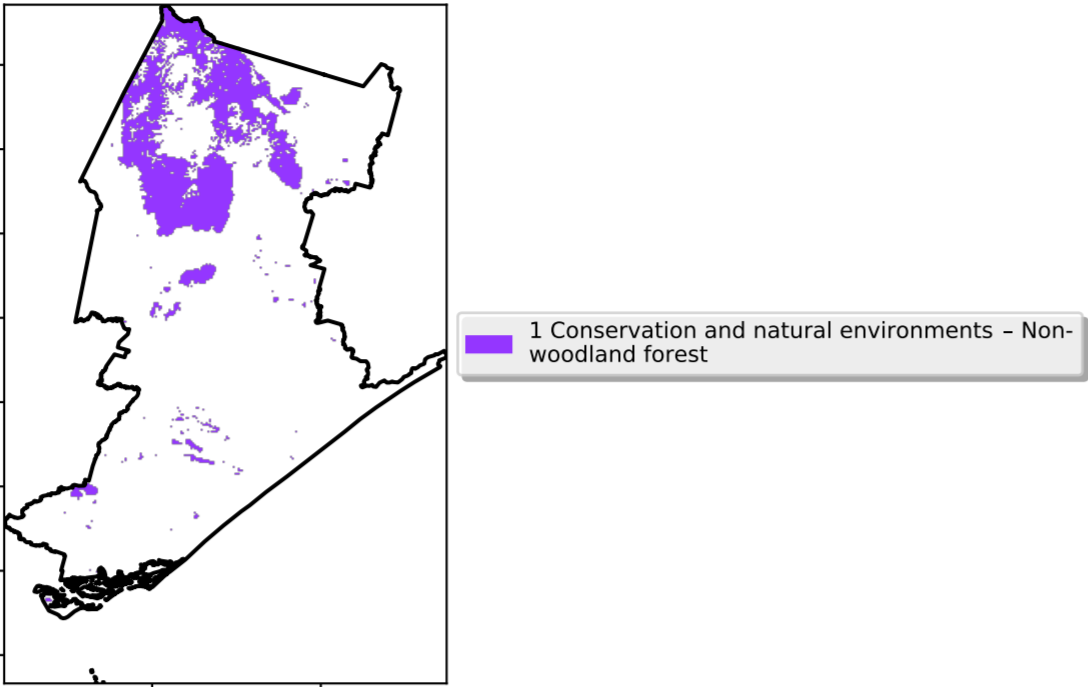 1 Conservation and natural environments – Non-
woodland forest